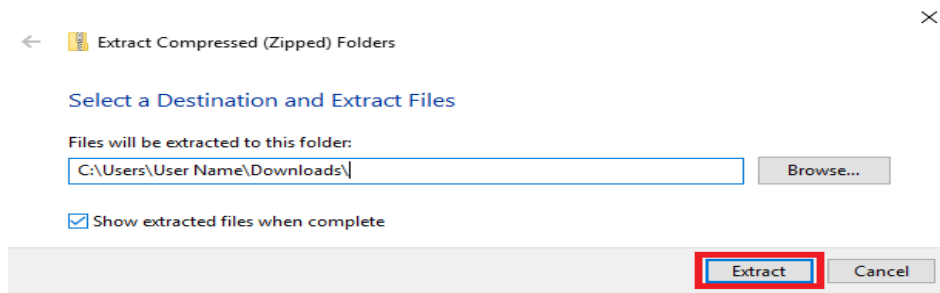 Extract Compressed (Zipped) Folders
Select a Destination and Extract Files
Files will be extracted to this folder:
C:\Users\User Name\Downloads\
Browse...
Show extracted files when complete
Extract
Cancel